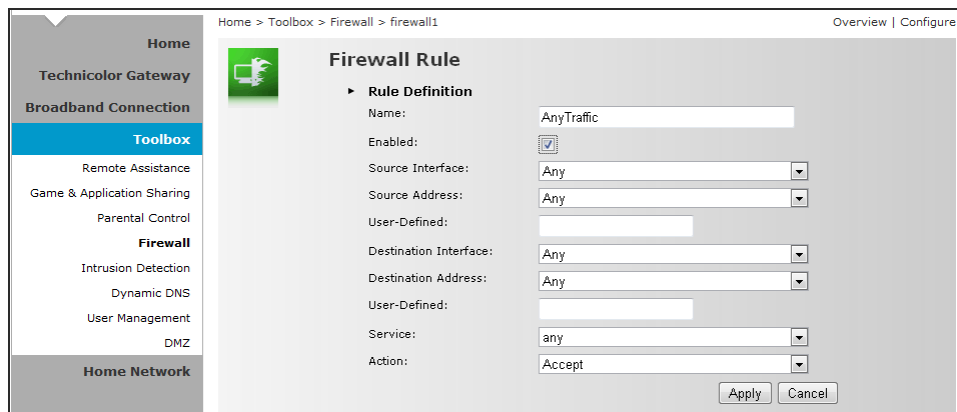 Home > Toolbox > Firewall > firewall1
Overview | Configure
Home
Technicolor Gateway
Broadband Connection
Toolbox
Remote Assistance
Game & Application Sharing
Parental Control
Firewall
Intrusion Detection
Dynamic DNS
User Management
DMZ
Home Network
Firewall Rule
Rule Definition
Name: AnyTraffic
Enabled:
Source Interface: Any
Source Address: Any
User-Defined:
Destination Interface: Any
Destination Address: Any
User-Defined:
Service: any
Action: Accept
Apply Cancel